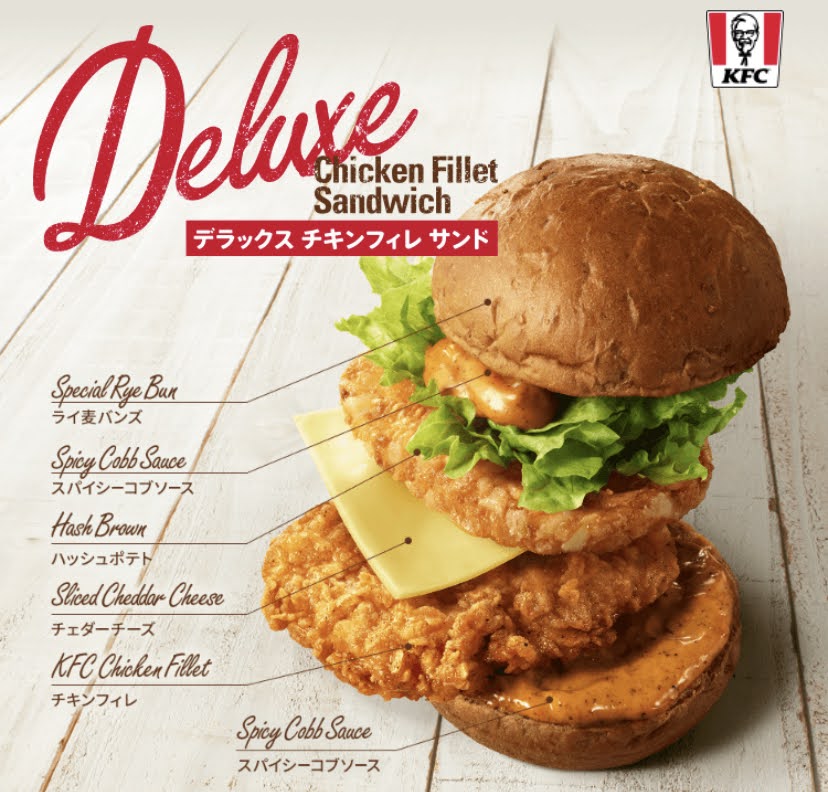 Deluxe
KFC
Chicken Fillet
Sandwich
デラックス チキンフィレ サンド
Special Rye Bun
ライ麦バンズ
Spicy Cobb Sauce
スパイシーコブソース
Hash Brown
ハッシュポテト
Sliced Cheddar Cheese
チェダーチーズ
KFC Chicken Fillet
チキンフィレ
Spicy Cobb Sauce
スパイシーコブソース